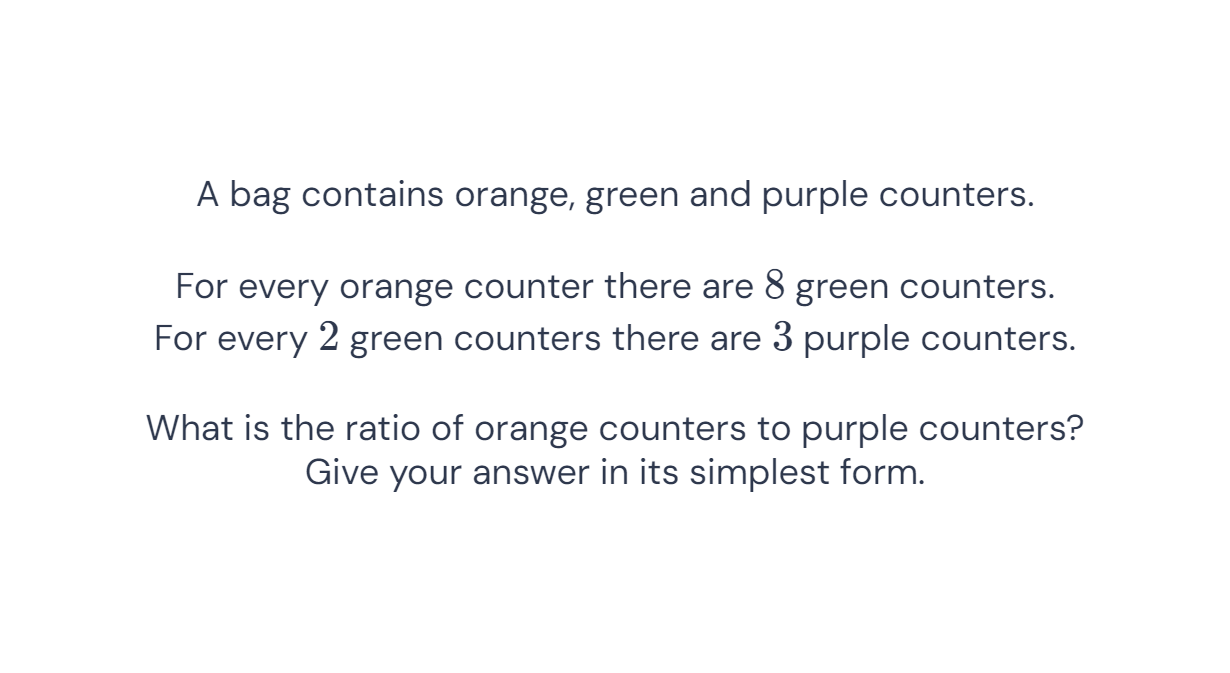 A bag contains orange, green and purple counters.
For every orange counter there are 8 green counters.
For every 2 green counters there are 3 purple counters.
What is the ratio of orange counters to purple counters?
Give your answer in its simplest form.